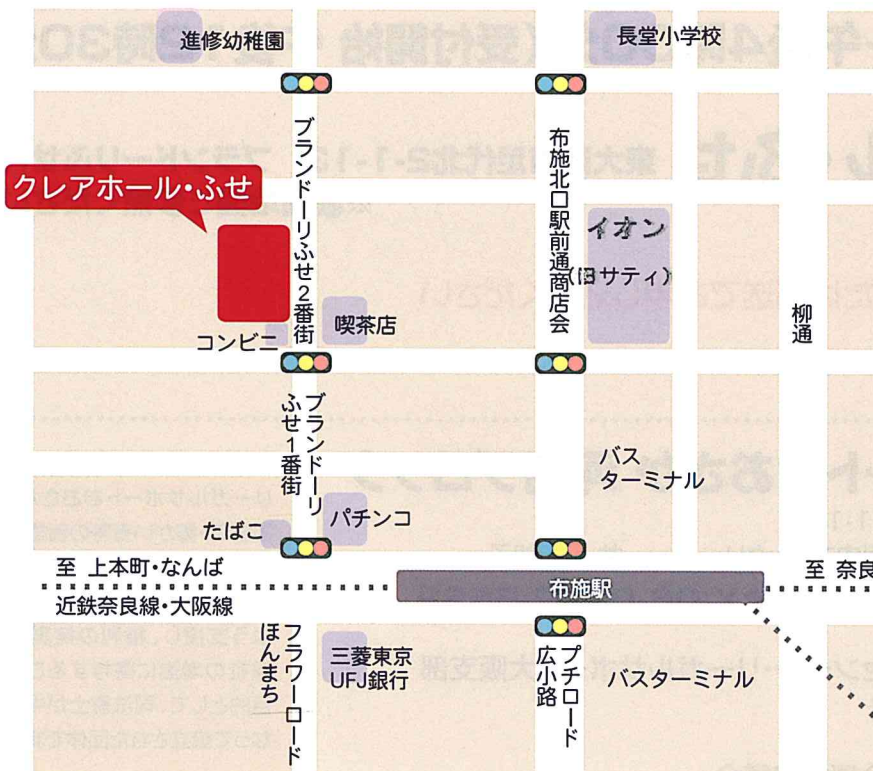 進修幼稚園
長堂小学校
クレアホール・ふせ
ブランドーリふせ2番街
布施北口駅前通商店会
イオン
(旧サティ)
柳通
喫茶店
コンビニ
ブランドーリ
ふせ1番街
バス
ターミナル
パチンコ
たばこ
至 上本町・なんば
近鉄奈良線・大阪線
布施駅
至 奈良
フラワーロード
ほんまち
三菱東京
UFJ銀行
プチロード
広小路
バスターミナル